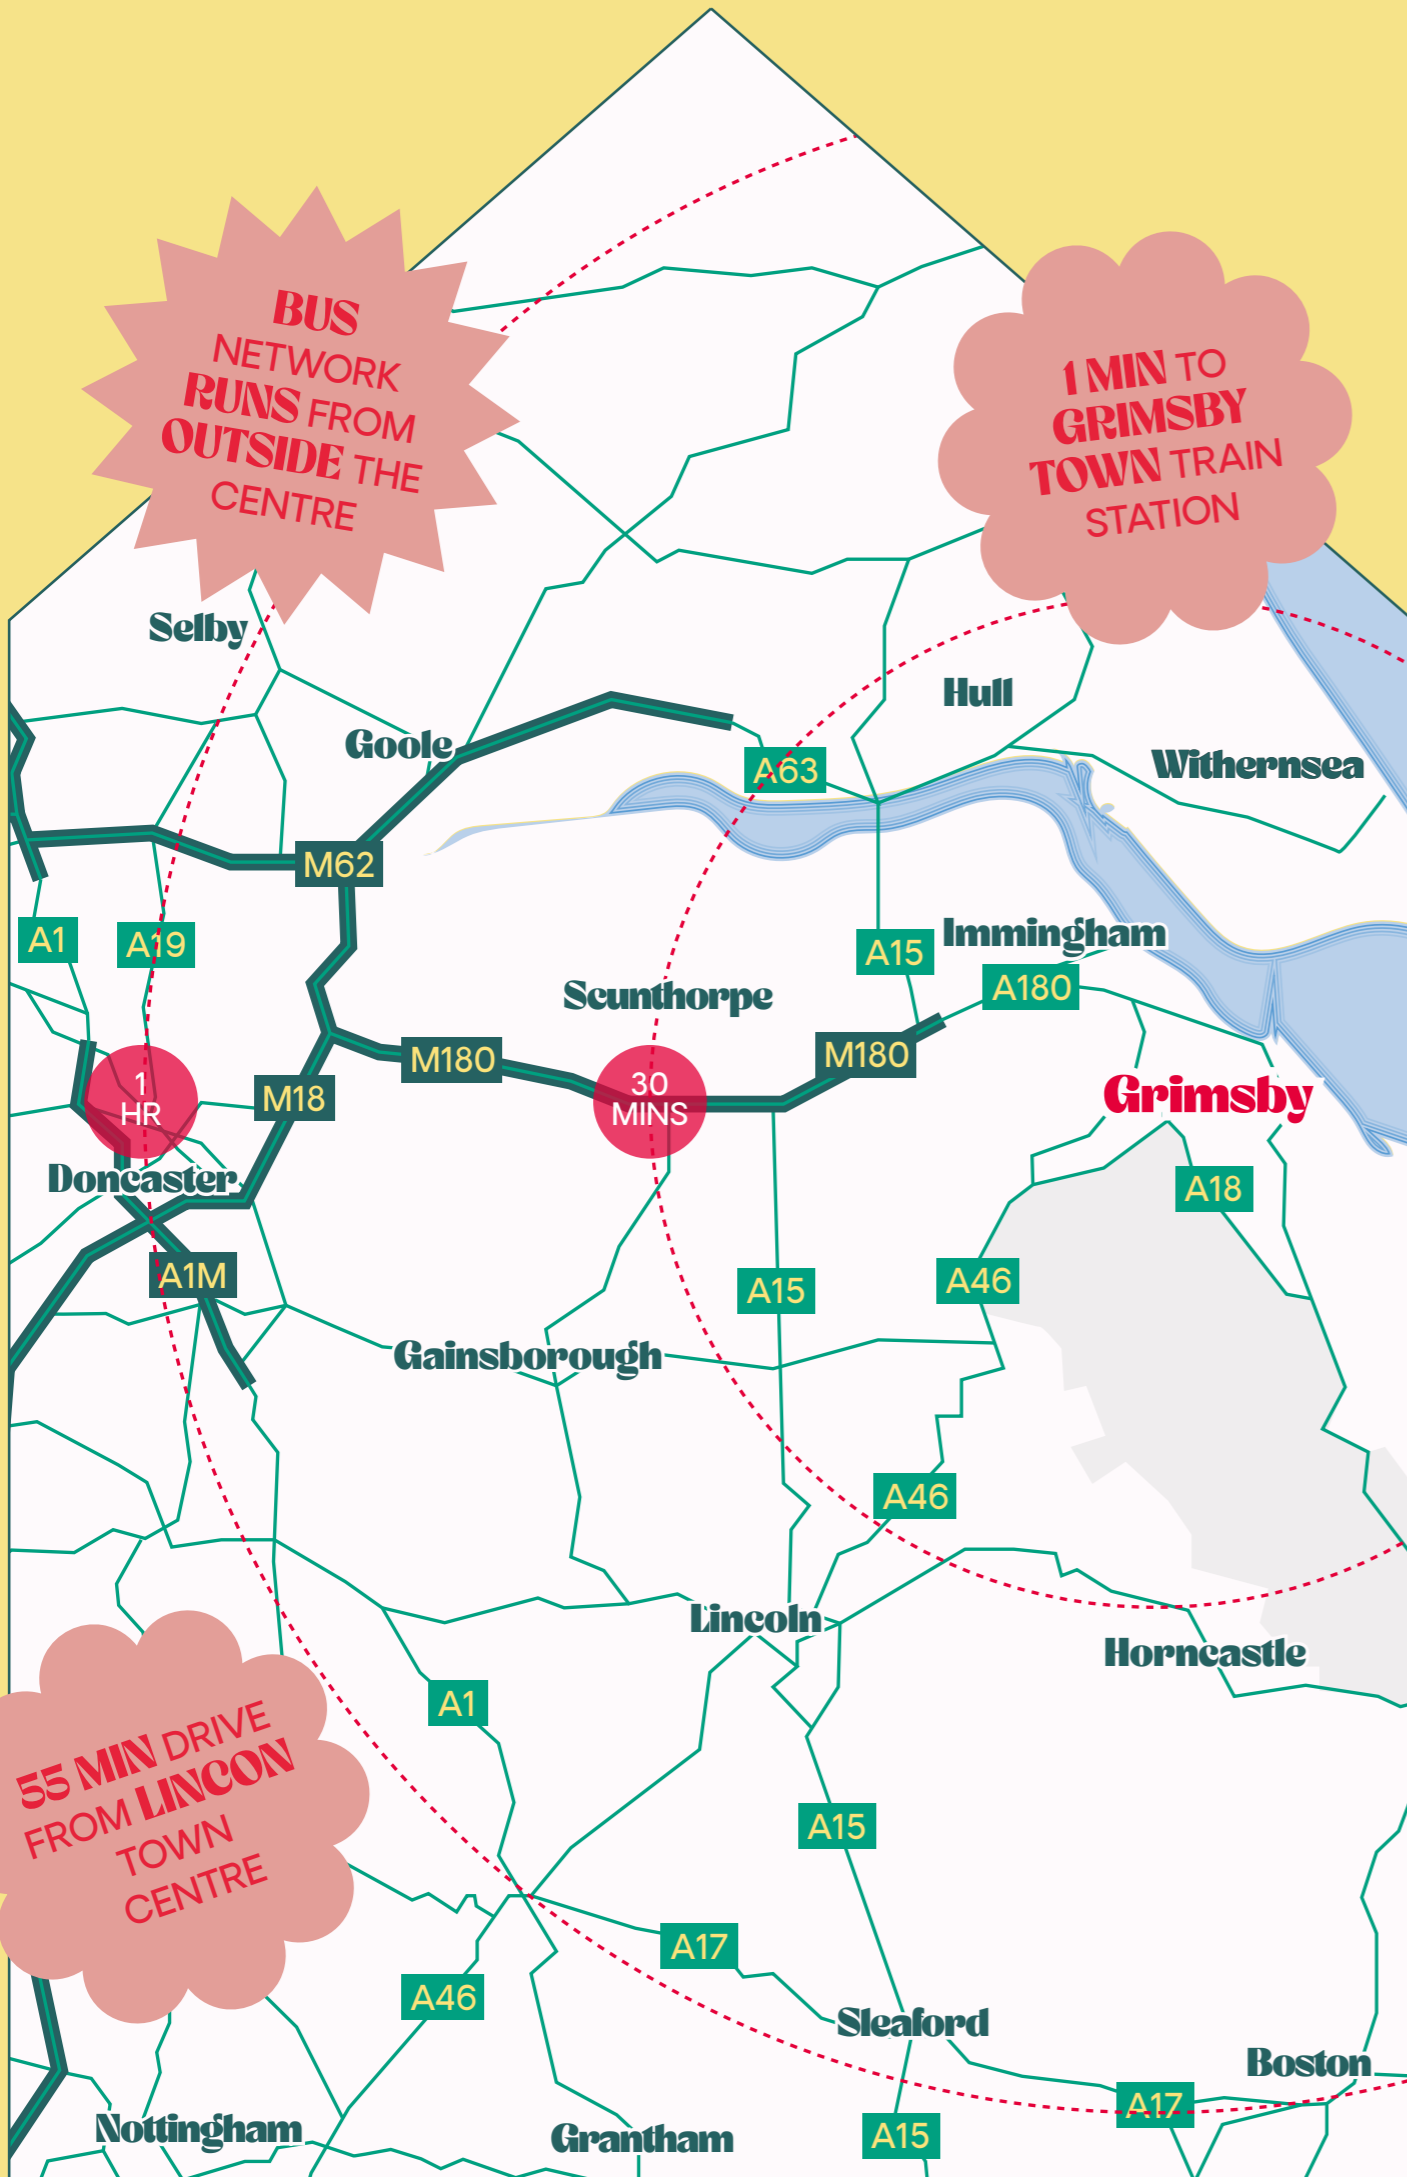 BUS
NETWORK
RUNS FROM
OUTSIDE THE
CENTRE
1 MIN TO
GRIMSBY
TOWN TRAIN
STATION
Selby
Hull
Goole
A63
Withernsea
M62
A1
A19
Immingham
A15
A180
Scunthorpe
M180
M180
1
HR
M18
30
MINS
Grimsby
Doncaster
A18
A1M
A15
A46
Gainsborough
A46
Lincoln
Horncastle
A1
55 MIN DRIVE
FROM LINCON
TOWN
CENTRE
A15
A17
A46
Sleaford
Boston
A17
Nottingham
Grantham
A15